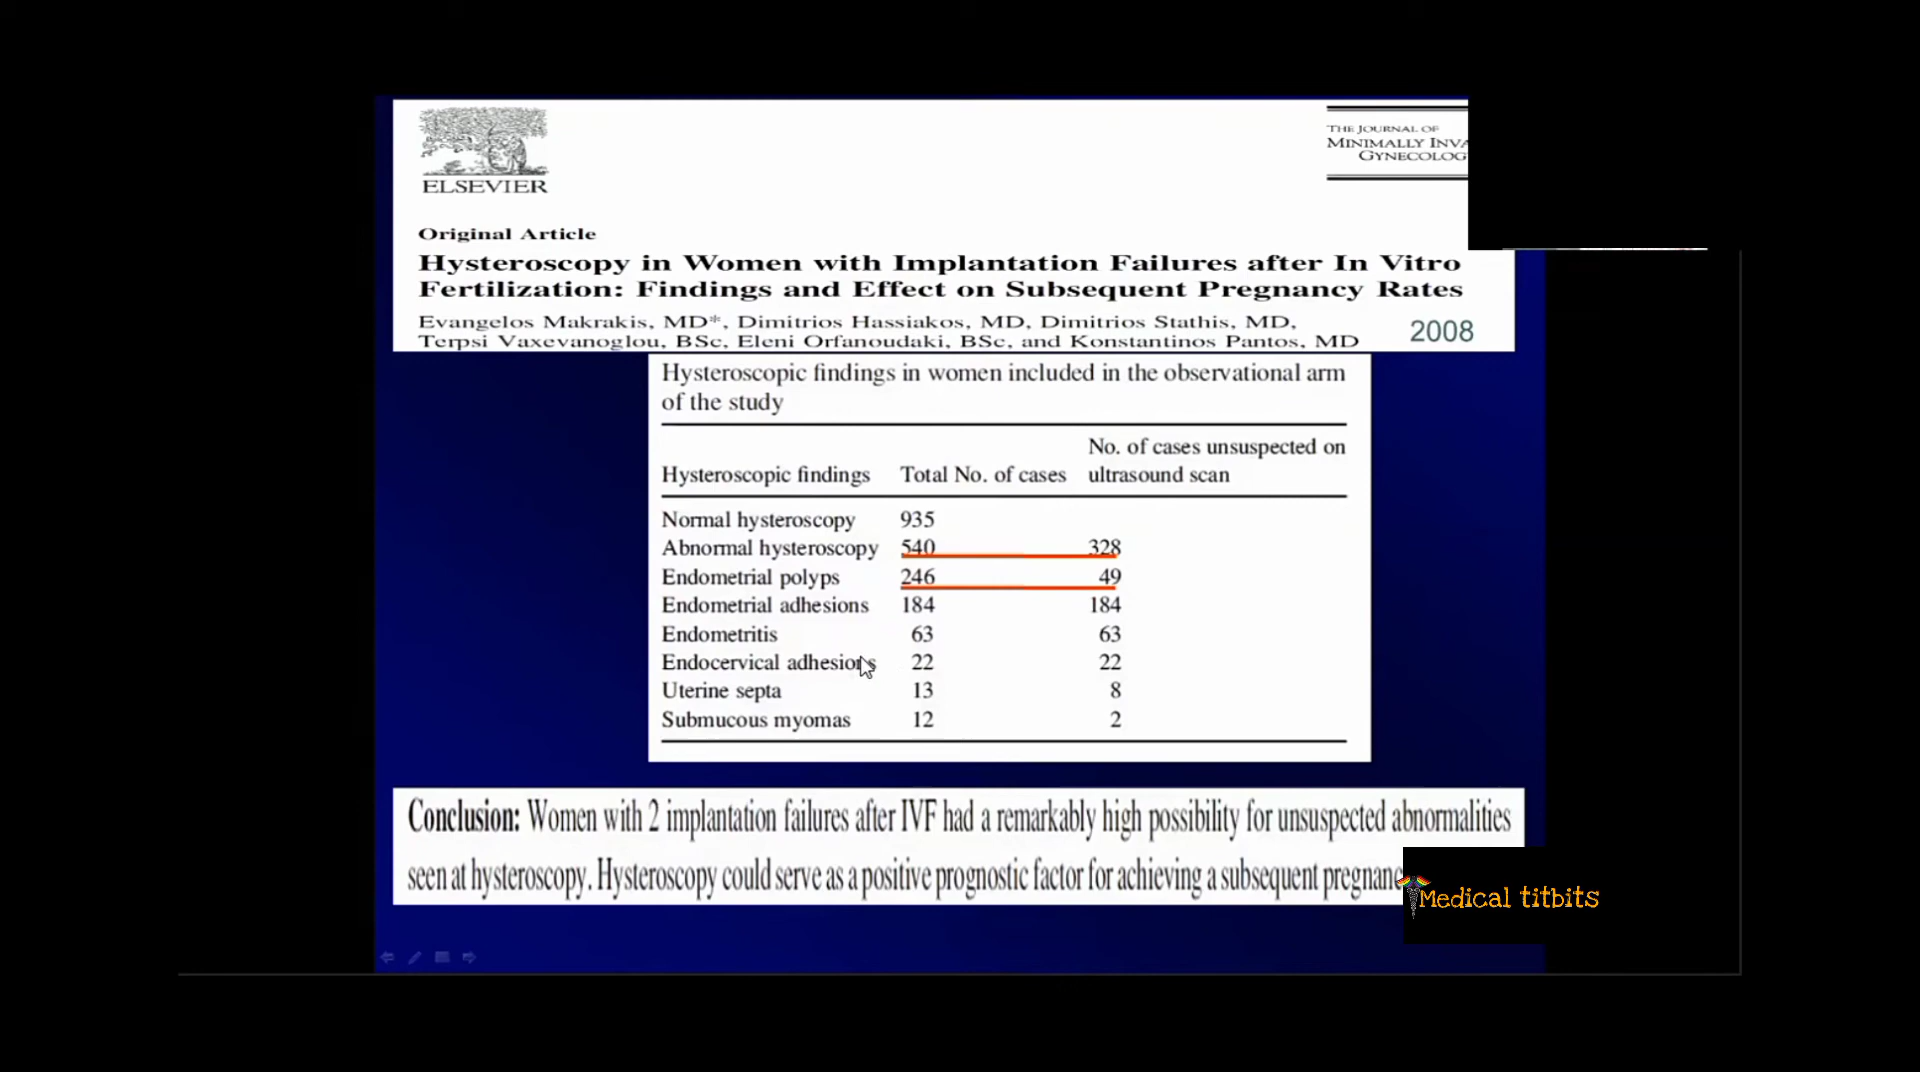 ELSEVIER
THE JOURNAL OF
MINIMALLY INVA
GYNECOLOG
Original Article
Hysteroscopy in Women with Implantation Failures after In Vitro
Fertilization: Findings and Effect on Subsequent Pregnancy Rates
Evangelos Makrakis, MD*, Dimitrios Hassiakos, MD, Dimitrios Stathis, MD,
Terpsi Vaxevanoglou, BSc, Eleni Orfanoudaki, BSc, and Konstantinos Pantos, MD
2008
Hysteroscopic findings in women included in the observational arm
of the study
No. of cases unsuspected on
Hysteroscopic findings Total No. of cases ultrasound scan
Normal hysteroscopy 935
Abnormal hysteroscopy 540 328
Endometrial polyps 246 49
Endometrial adhesions 184 184
Endometritis 63 63
Endocervical adhesions 22 22
Uterine septa 13 8
Submucous myomas 12 2
Conclusion: Women with 2 implantation failures after IVF had a remarkably high possibility for unsuspected abnormalities
seen at hysteroscopy. Hysteroscopy could serve as a positive prognostic factor for achieving a subsequent pregnanc
Medical titbits